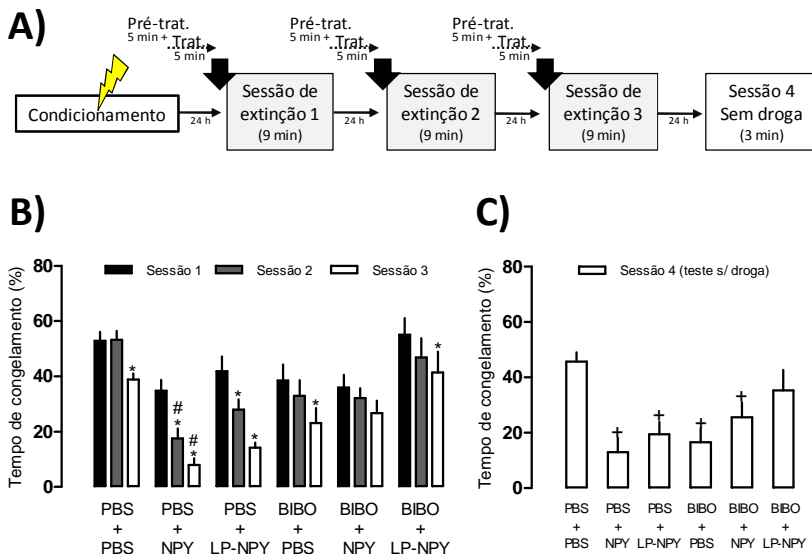 A)
Pré-trat.
5 min + Trat.
5 min
Pré-trat.
5 min + Trat.
5 min
Pré-trat.
5 min + Trat.
5 min
Condicionamento
24 h
Sessão de
extinção 1
(9 min)
24 h
Sessão de
extinção 2
(9 min)
24 h
Sessão de
extinção 3
(9 min)
24 h
Sessão 4
Sem droga
(3 min)
B)
Tempo de congelamento (%)
80
60
40
20
0
Sessão 1 Sessão 2 Sessão 3
*
#
*
#
*
*
*
*
*
PBS + PBS
PBS + NPY
PBS + LP-NPY
BIBO + PBS
BIBO + NPY
BIBO + LP-NPY
C)
Tempo de congelamento (%)
80
60
40
20
0
Sessão 4 (teste s/ droga)
†
†
†
†
PBS + PBS
PBS + NPY
PBS + LP-NPY
BIBO + PBS
BIBO + NPY
BIBO + LP-NPY